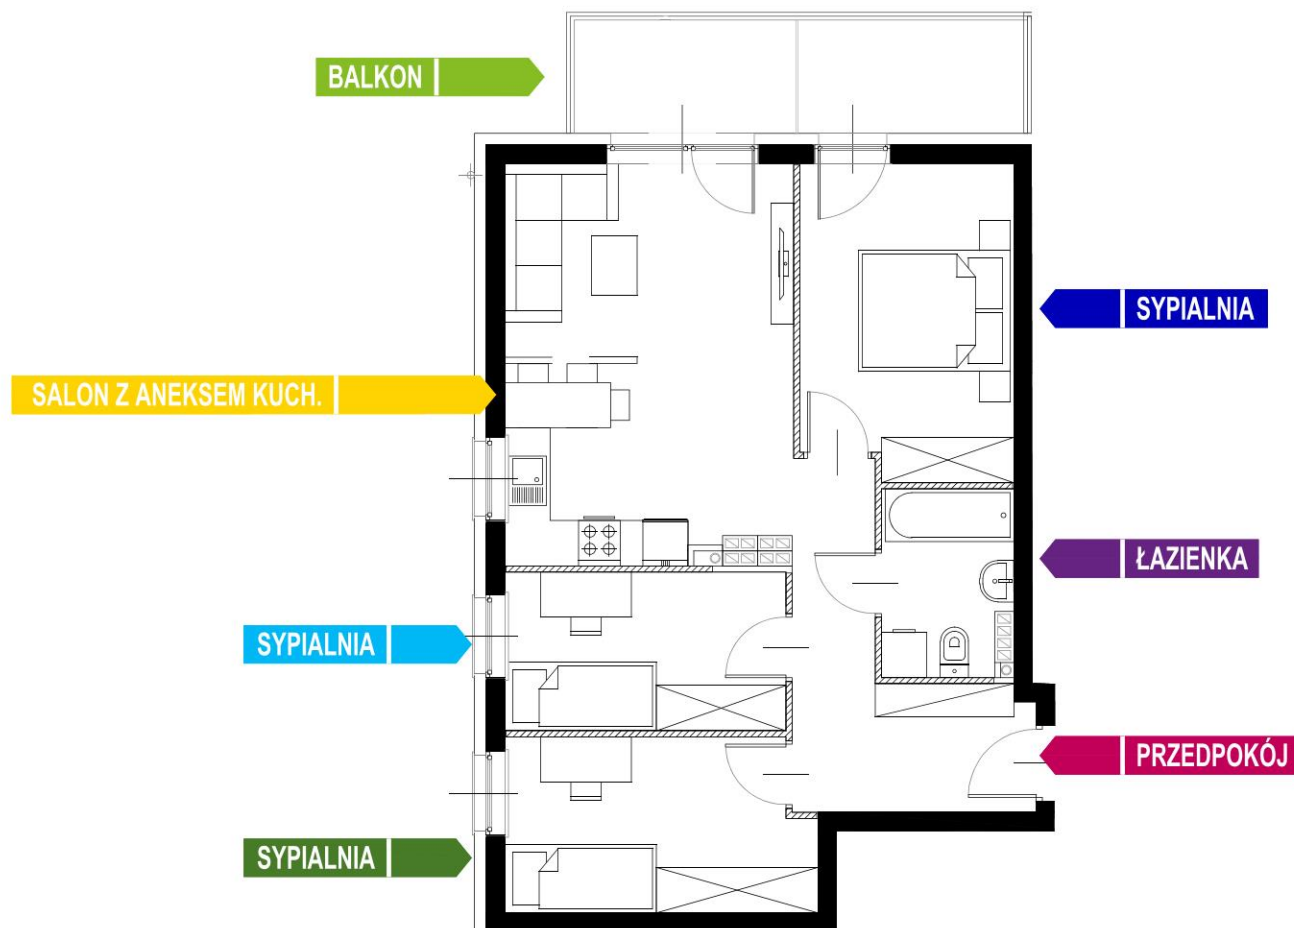 BALKON
SYPIALNIA
SALON Z ANEKSEM KUCH.
ŁAZIENKA
SYPIALNIA
PRZEDPOKÓJ
SYPIALNIA